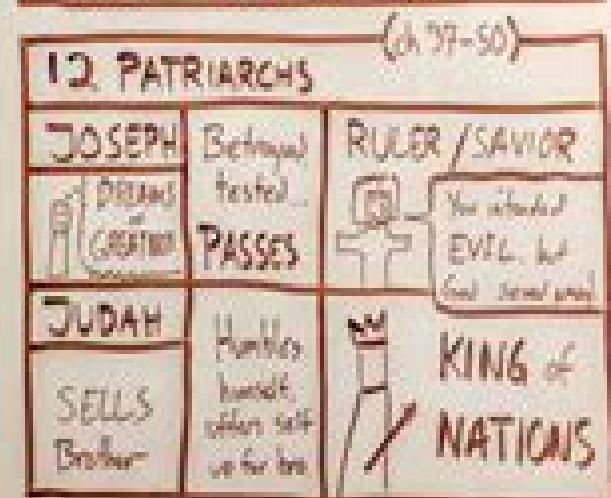 (ch 37-50)
12 PATRIARCHS
JOSEPH
DREAMS
of
GREATNESS
Betrayed
tested...
PASSES
RULER/SAVIOR
You intended
EVIL, but
God
JUDAH
SELLS
Brother
Humbles
himself,
offers self
up for bro
KING of
NATIONS